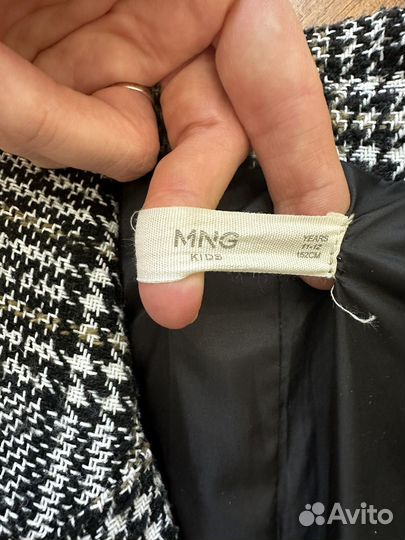 MNG
KIDS
YEARS
11-12
152CM
Avito